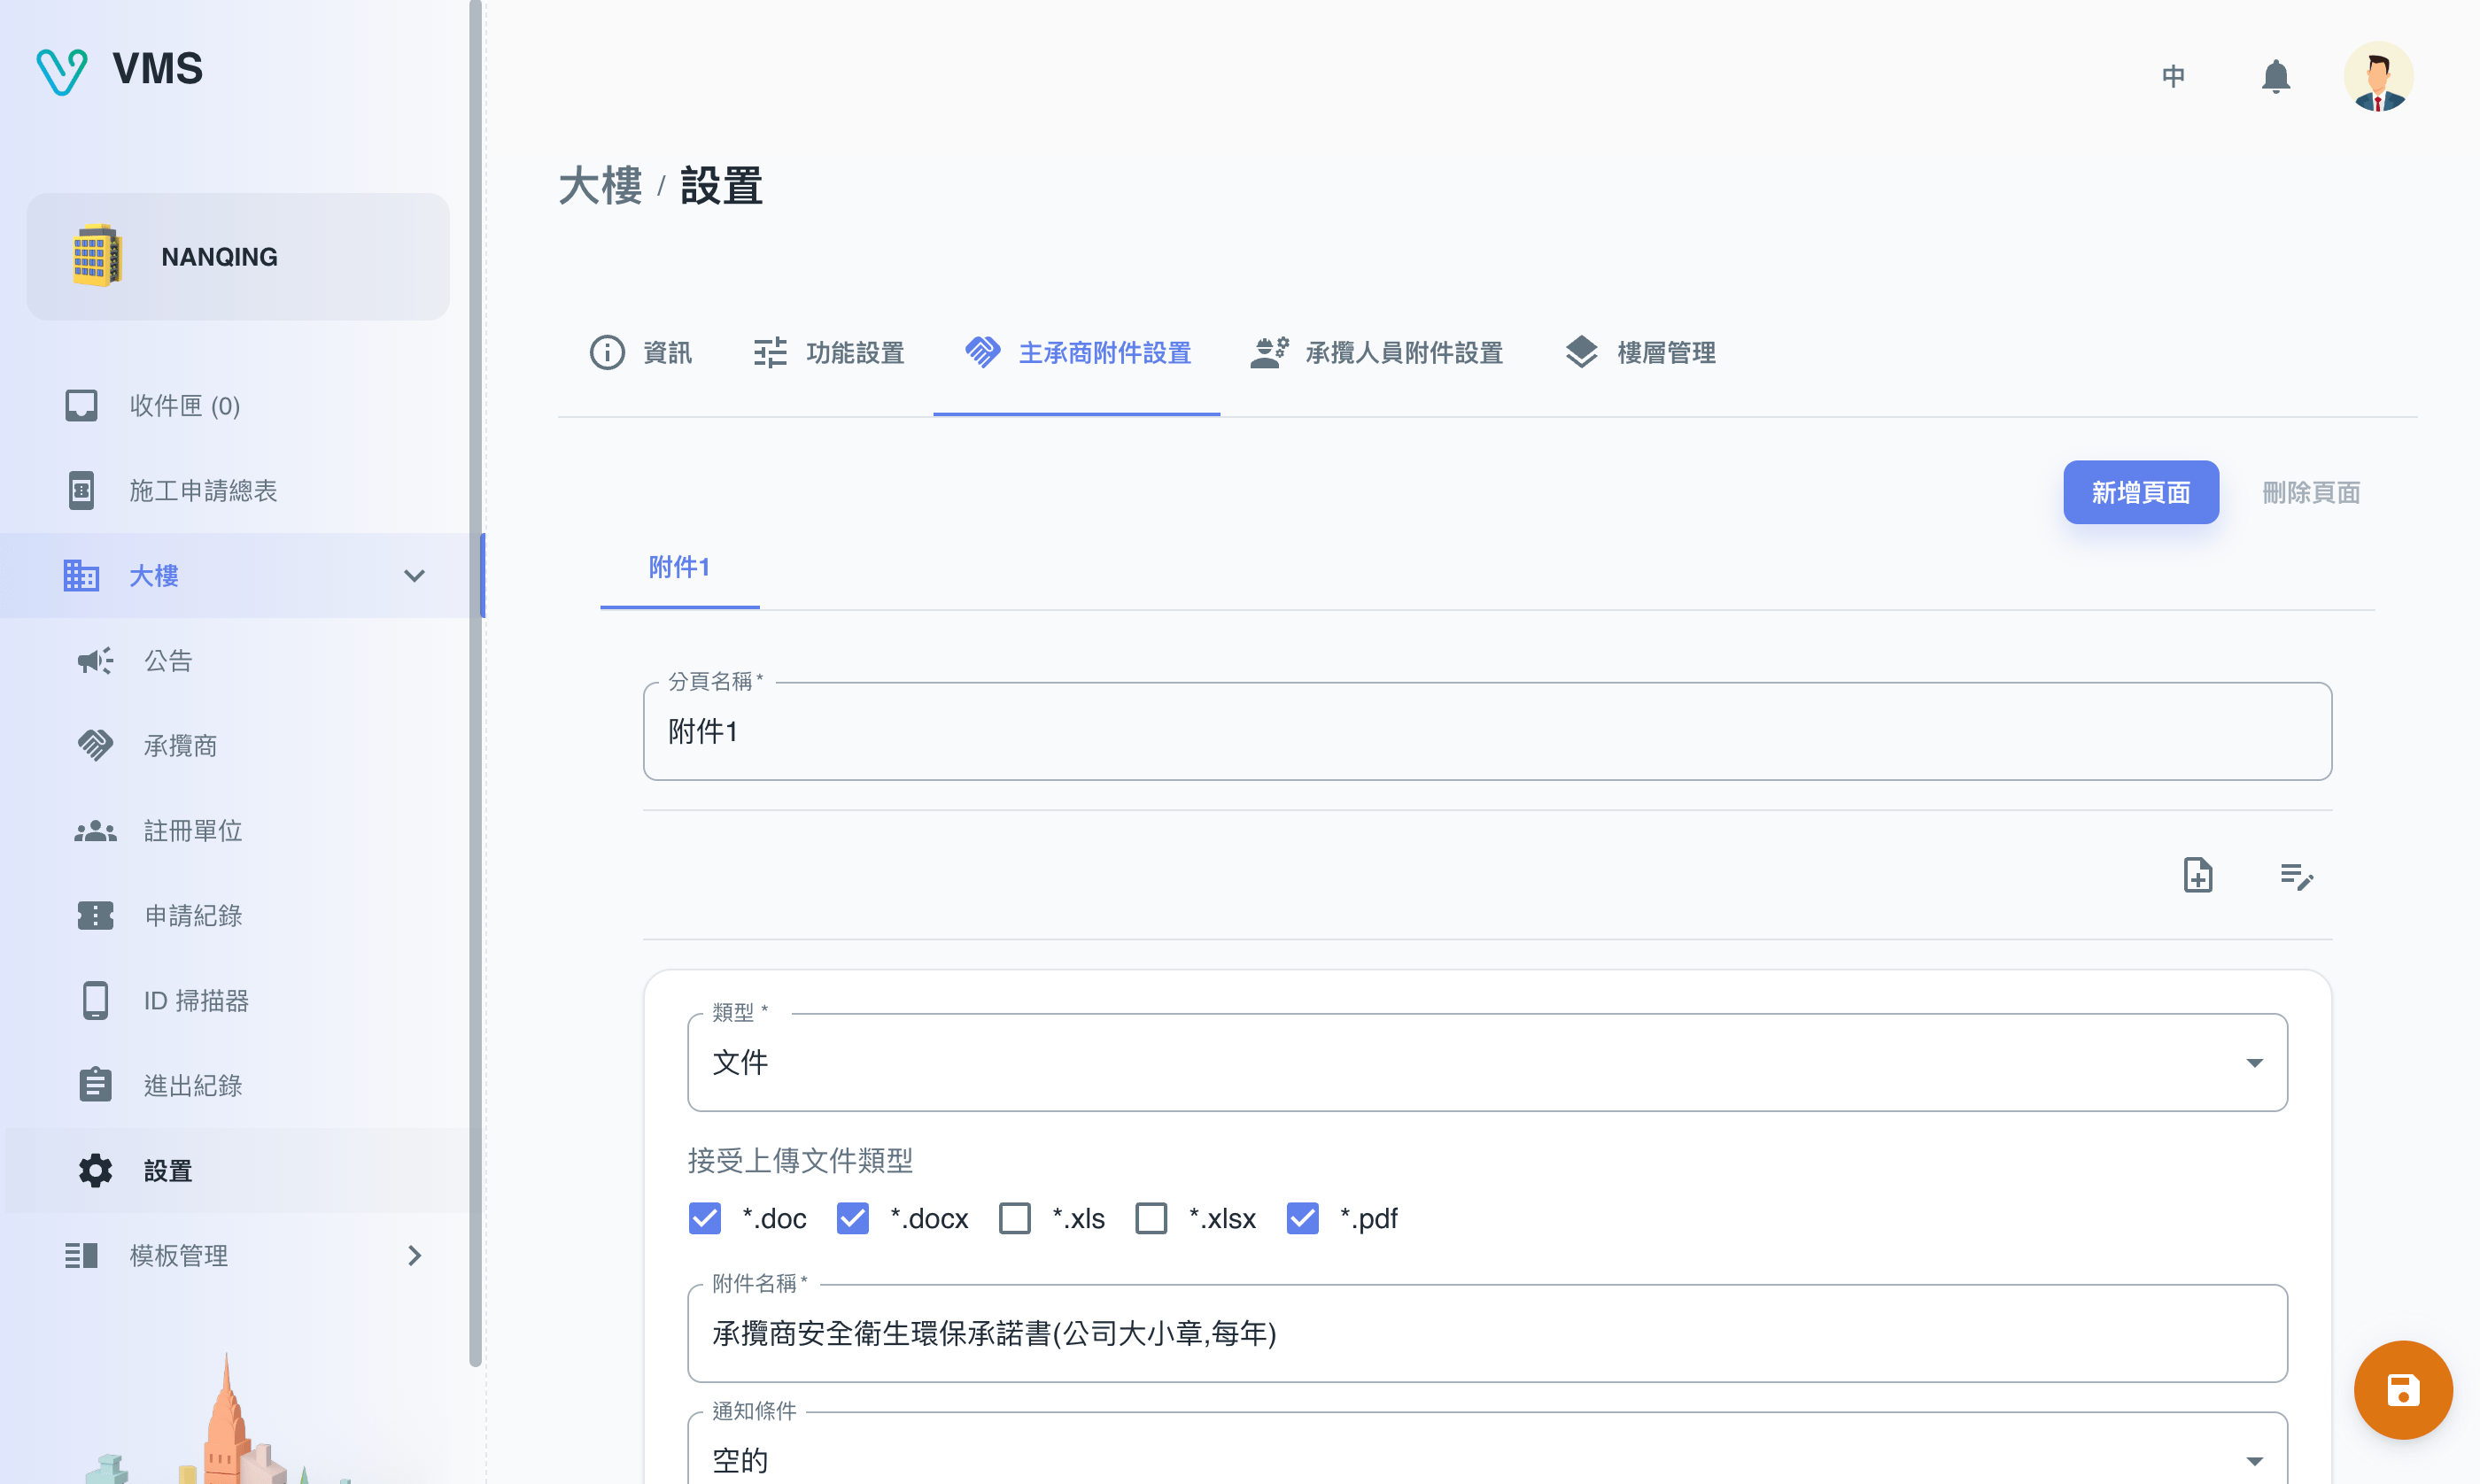 VMS
中
NANQING
收件匣 (0)
施工申請總表
大樓
公告
承攬商
註冊單位
申請紀錄
ID 掃描器
進出紀錄
設置
模板管理
大樓 / 設置
資訊
功能設置
主承商附件設置
承攬人員附件設置
樓層管理
新增頁面
刪除頁面
附件1
分頁名稱 *
附件1
類型 *
文件
接受上傳文件類型
*.doc *.docx *.xls *.xlsx *.pdf
附件名稱 *
承攬商安全衛生環保承諾書(公司大小章,每年)
通知條件
空的